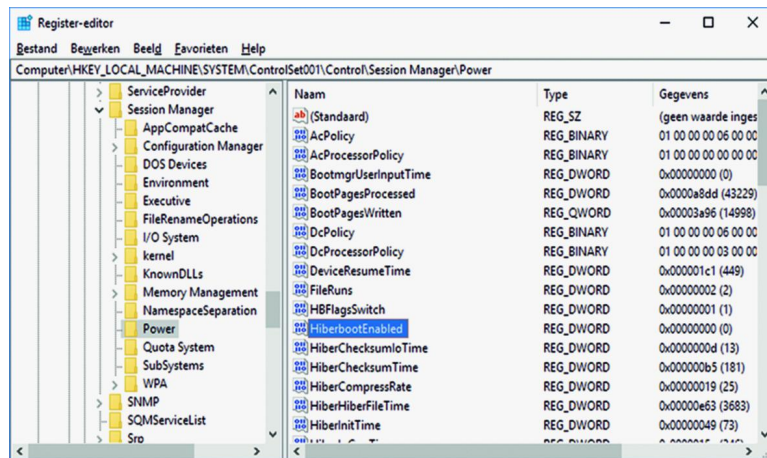 Register-editor
Bestand Bewerken Beeld Favorieten Help
Computer\HKEY_LOCAL_MACHINE\SYSTEM\ControlSet001\Control\Session Manager\Power
ServiceProvider
Session Manager
AppCompatCache
Configuration Manager
DOS Devices
Environment
Executive
FileRenameOperations
I/O System
kernel
KnownDLLs
Memory Management
NamespaceSeparation
Power
Quota System
SubSystems
WPA
SNMP
SQMServiceList
Srp
Naam Type Gegevens
(Standaard) REG_SZ (geen waarde inges
AcPolicy REG_BINARY 01 00 00 00 06 00 00
AcProcessorPolicy REG_BINARY 01 00 00 00 00 00 00
BootmgrUserInputTime REG_DWORD 0x00000000 (0)
BootPagesProcessed REG_DWORD 0x0000a8dd (43229)
BootPagesWritten REG_QWORD 0x00003a96 (14998)
DcPolicy REG_BINARY 01 00 00 00 06 00 00
DcProcessorPolicy REG_BINARY 01 00 00 00 03 00 00
DeviceResumeTime REG_DWORD 0x000001c1 (449)
FileRuns REG_DWORD 0x00000002 (2)
HBFlagsSwitch REG_DWORD 0x00000001 (1)
HiberbootEnabled REG_DWORD 0x00000000 (0)
HiberChecksumIoTime REG_DWORD 0x0000000d (13)
HiberChecksumTime REG_DWORD 0x000000b5 (181)
HiberCompressRate REG_DWORD 0x00000019 (25)
HiberHiberFileTime REG_DWORD 0x00000e63 (3683)
HiberInitTime REG_DWORD 0x00000049 (73)